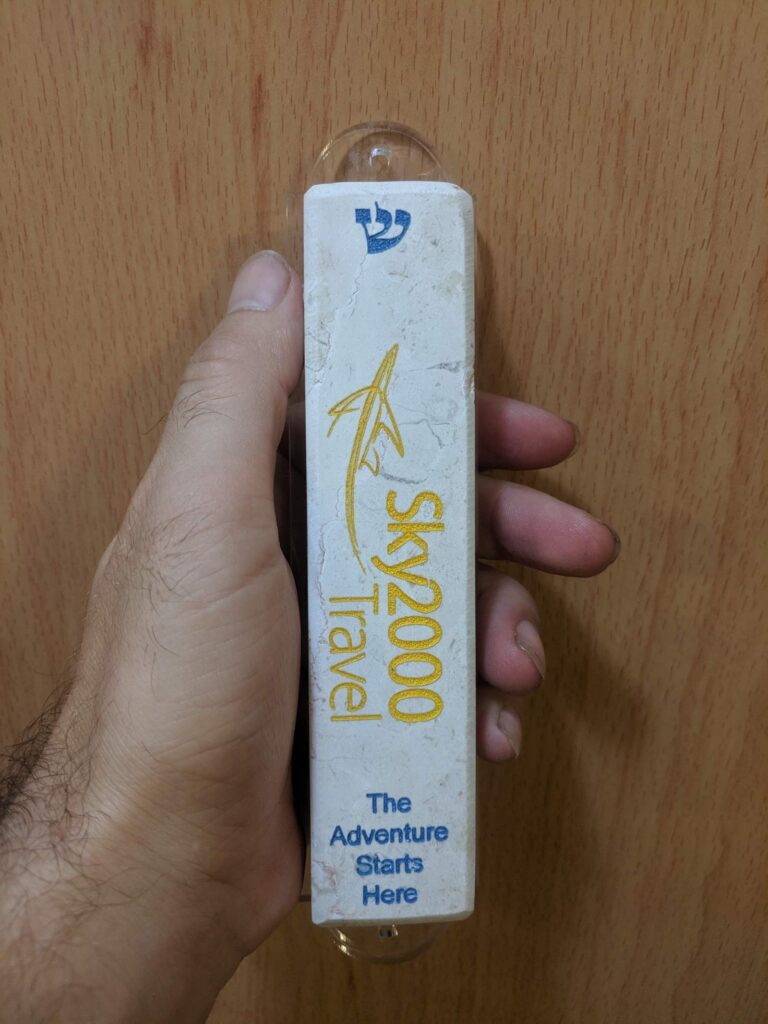 ש
Sky2000
Travel
The
Adventure
Starts
Here